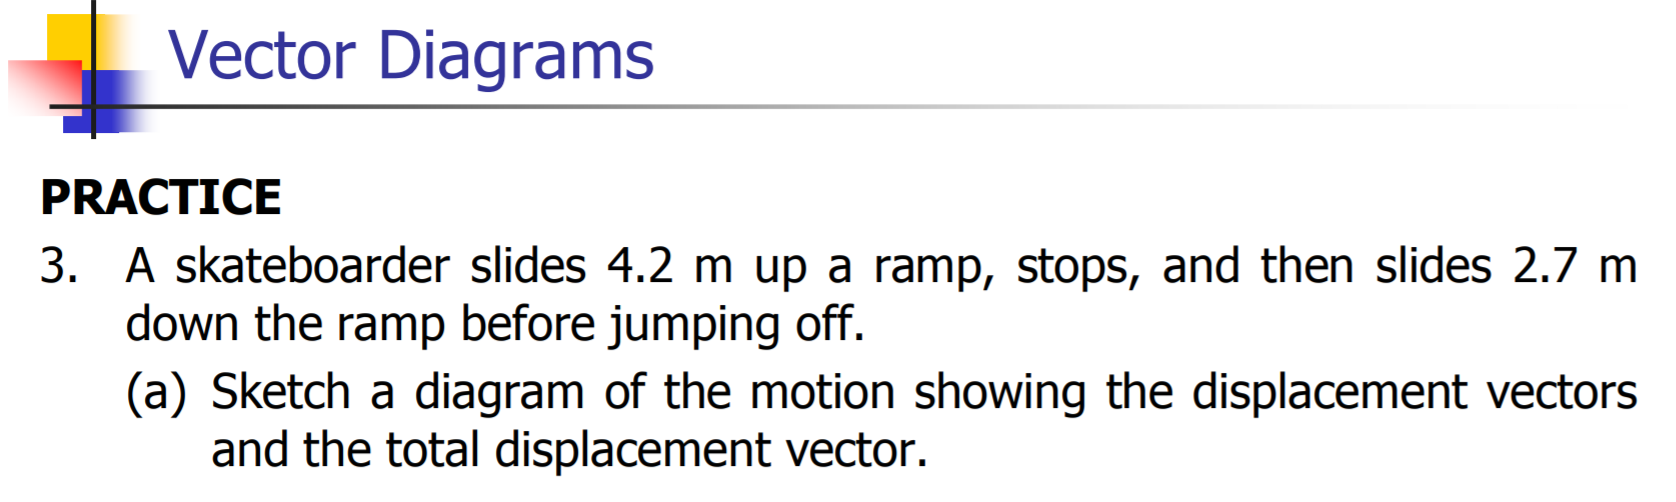 Vector Diagrams
PRACTICE
3. A skateboarder slides 4.2 m up a ramp, stops, and then slides 2.7 m
down the ramp before jumping off.
(a) Sketch a diagram of the motion showing the displacement vectors
and the total displacement vector.